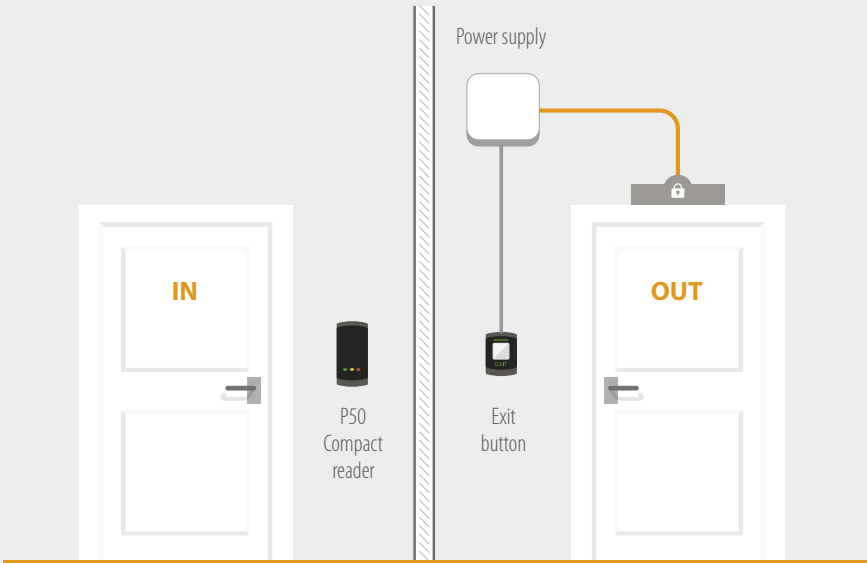 Power supply
IN
OUT
EXIT
P50
Compact
reader
Exit
button